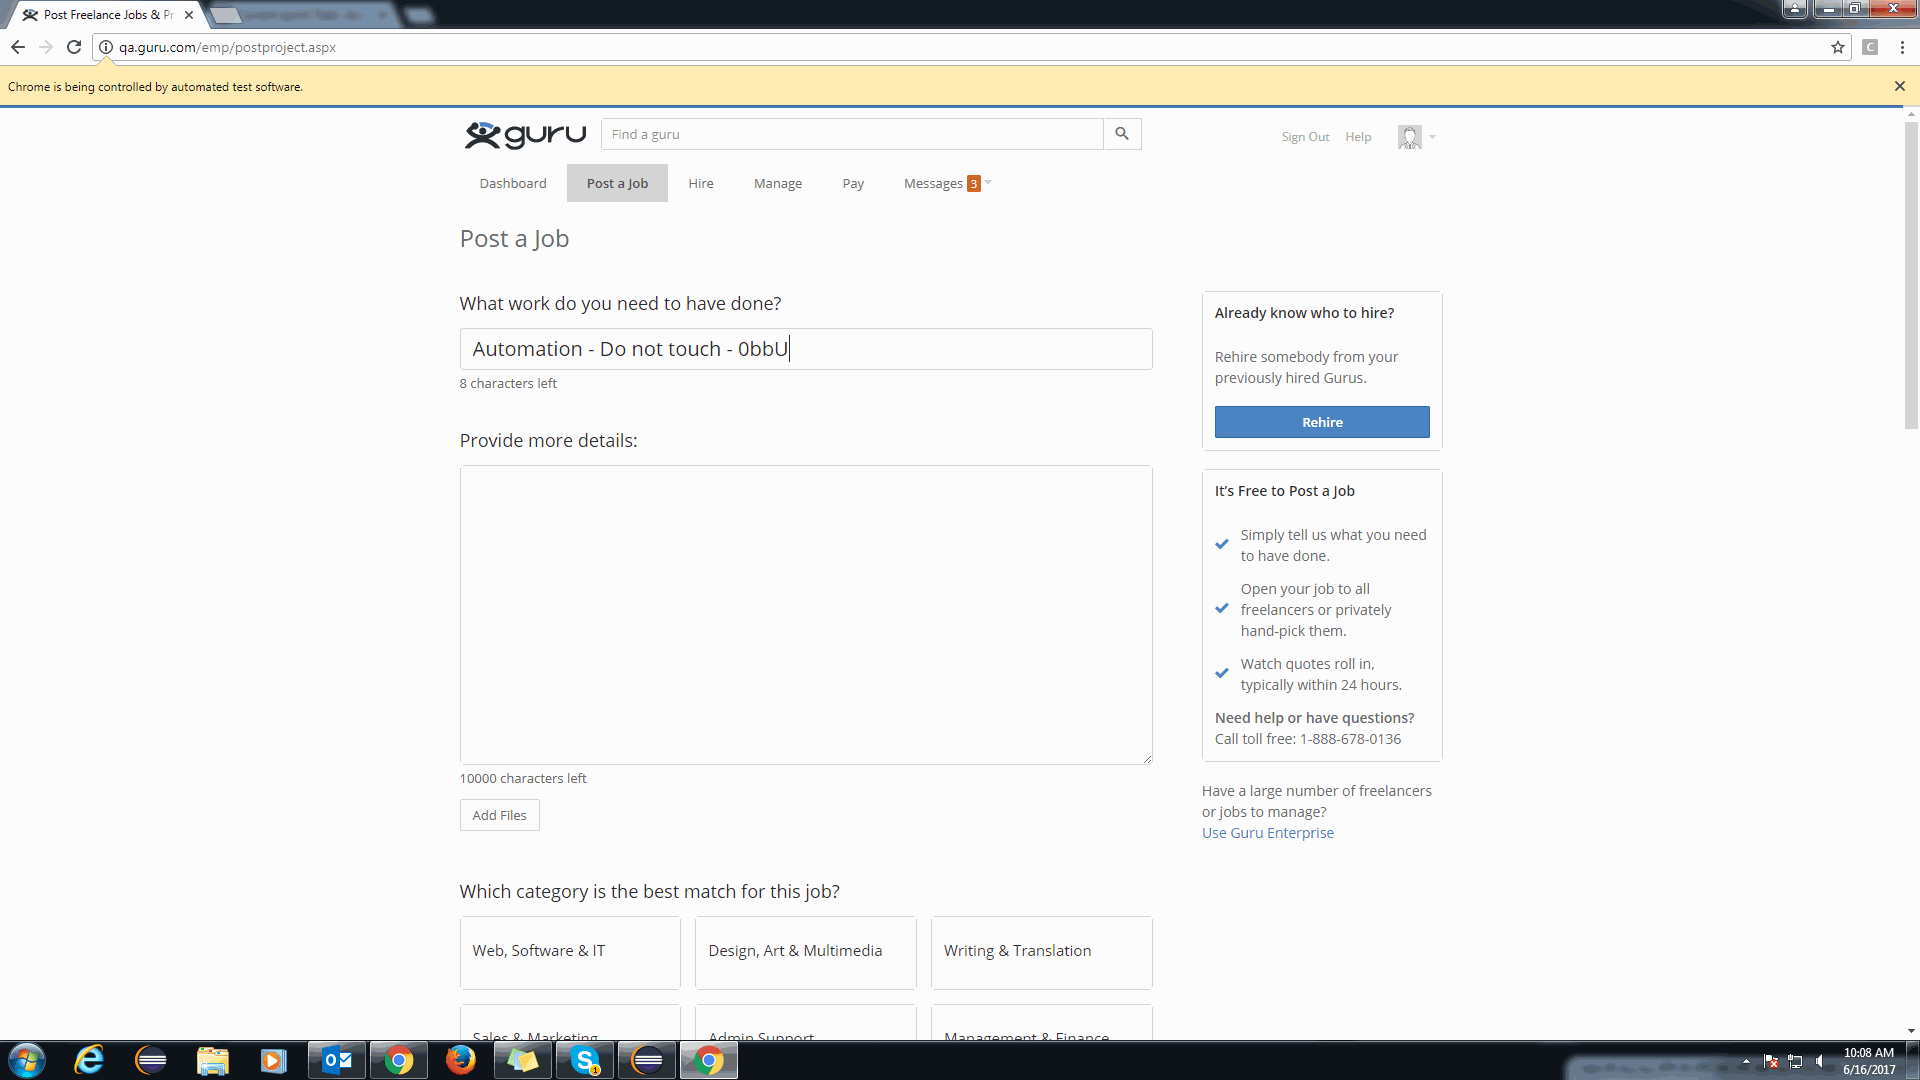 Post Freelance Jobs & Pr
qa.guru.com/emp/postproject.aspx
C
Chrome is being controlled by automated test software.
guru
Find a guru
Sign Out
Help
Dashboard
Post a Job
Hire
Manage
Pay
Messages 3
Post a Job
What work do you need to have done?
Automation - Do not touch - 0bbU
8 characters left
Provide more details:
10000 characters left
Add Files
Which category is the best match for this job?
Web, Software & IT
Design, Art & Multimedia
Writing & Translation
Sales & Marketing
Admin Support
Management & Finance
Already know who to hire?
Rehire somebody from your
previously hired Gurus.
Rehire
It’s Free to Post a Job
Simply tell us what you need
to have done.
Open your job to all
freelancers or privately
hand-pick them.
Watch quotes roll in,
typically within 24 hours.
Need help or have questions?
Call toll free: 1-888-678-0136
Have a large number of freelancers
or jobs to manage?
Use Guru Enterprise
10:08 AM
6/16/2017